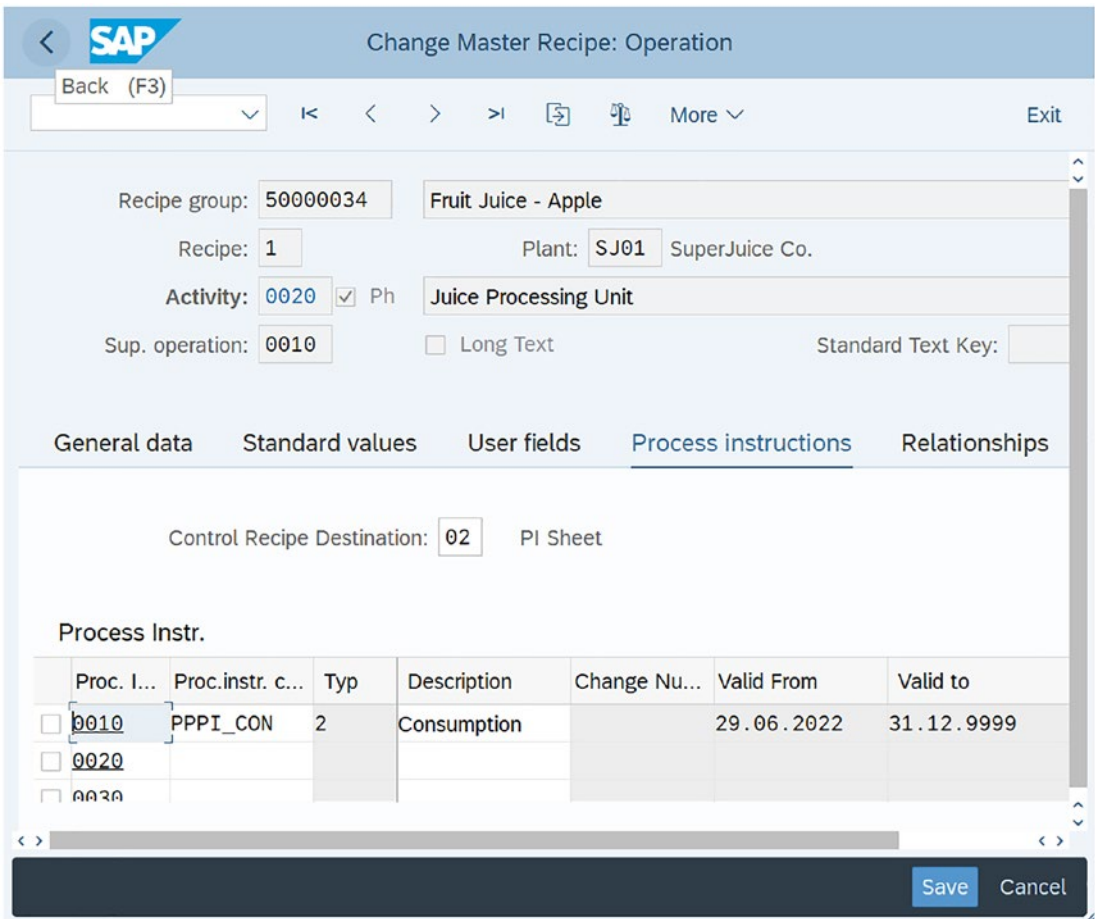 SAP Change Master Recipe: Operation
Back (F3)
More Exit
Recipe group: 50000034 Fruit Juice - Apple
Recipe: 1 Plant: SJ01 SuperJuice Co.
Activity: 0020 Ph Juice Processing Unit
Sup. operation: 0010 Long Text Standard Text Key:
General data Standard values User fields Process instructions Relationships
Control Recipe Destination: 02 PI Sheet
Process Instr.
Proc. I... Proc.instr. c... Typ Description Change Nu... Valid From Valid to
0010 PPPI_CON 2 Consumption 29.06.2022 31.12.9999
0020
0030
Save Cancel